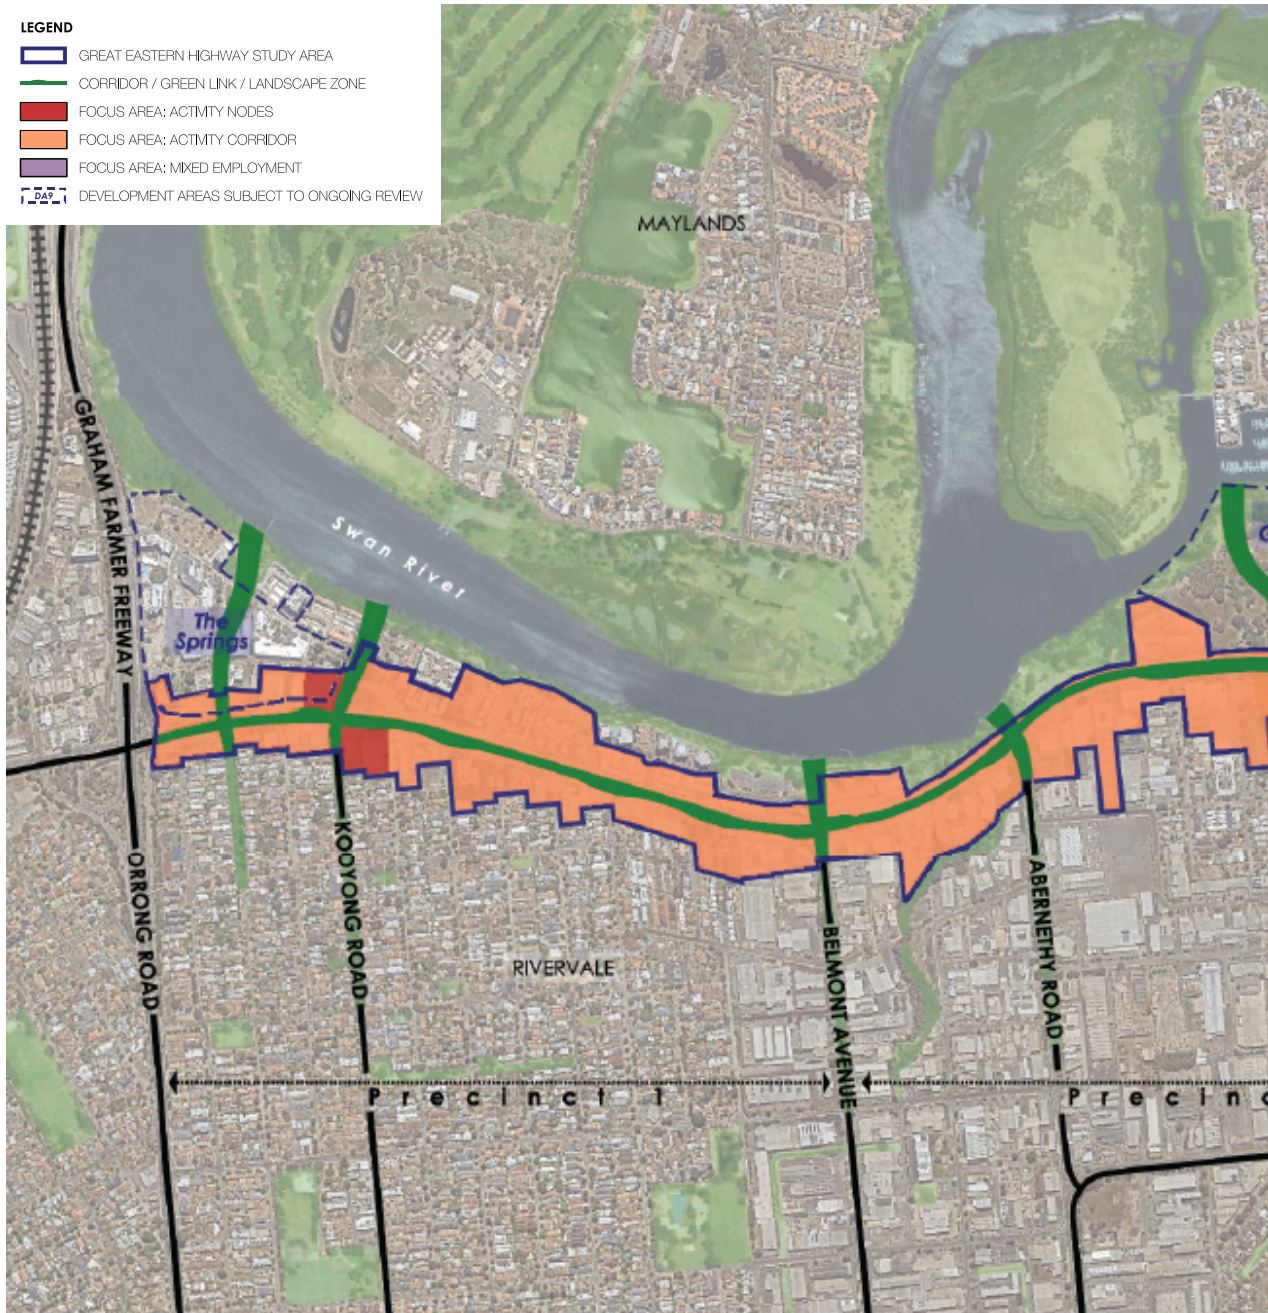 LEGEND
GREAT EASTERN HIGHWAY STUDY AREA
CORRIDOR / GREEN LINK / LANDSCAPE ZONE
FOCUS AREA: ACTIVITY NODES
FOCUS AREA: ACTIVITY CORRIDOR
FOCUS AREA: MIXED EMPLOYMENT
DA9 DEVELOPMENT AREAS SUBJECT TO ONGOING REVIEW
MAYLANDS
GRAHAM FARMER FREEWAY
Swan River
The
Springs
ORRONG ROAD
KOOYONG ROAD
RIVERVALE
BELMONT AVENUE
ABERNETHY ROAD
Precinct 1
Precinc